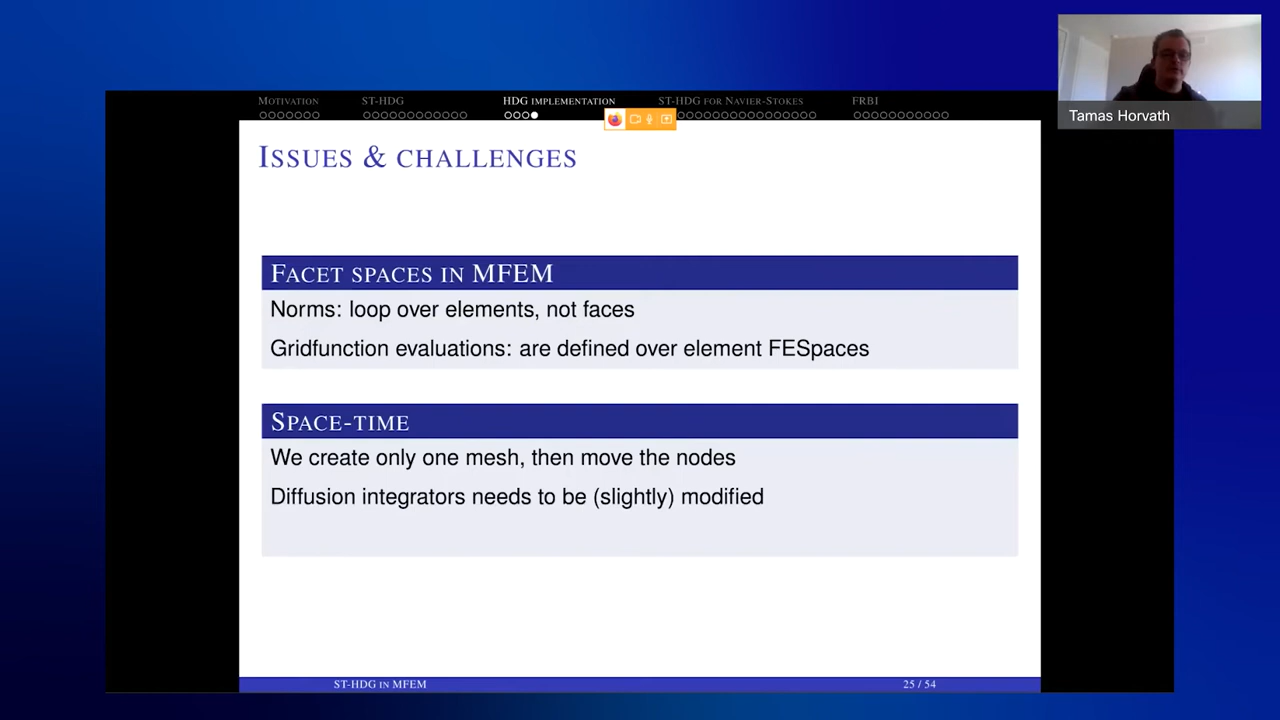 Tamas Horvath
MOTIVATION ST-HDG HDG IMPLEMENTATION ST-HDG FOR NAVIER-STOKES FRBI
ISSUES & CHALLENGES
FACET SPACES IN MFEM
Norms: loop over elements, not faces
Gridfunction evaluations: are defined over element FESpaces
SPACE-TIME
We create only one mesh, then move the nodes
Diffusion integrators needs to be (slightly) modified
ST-HDG IN MFEM 25 / 54